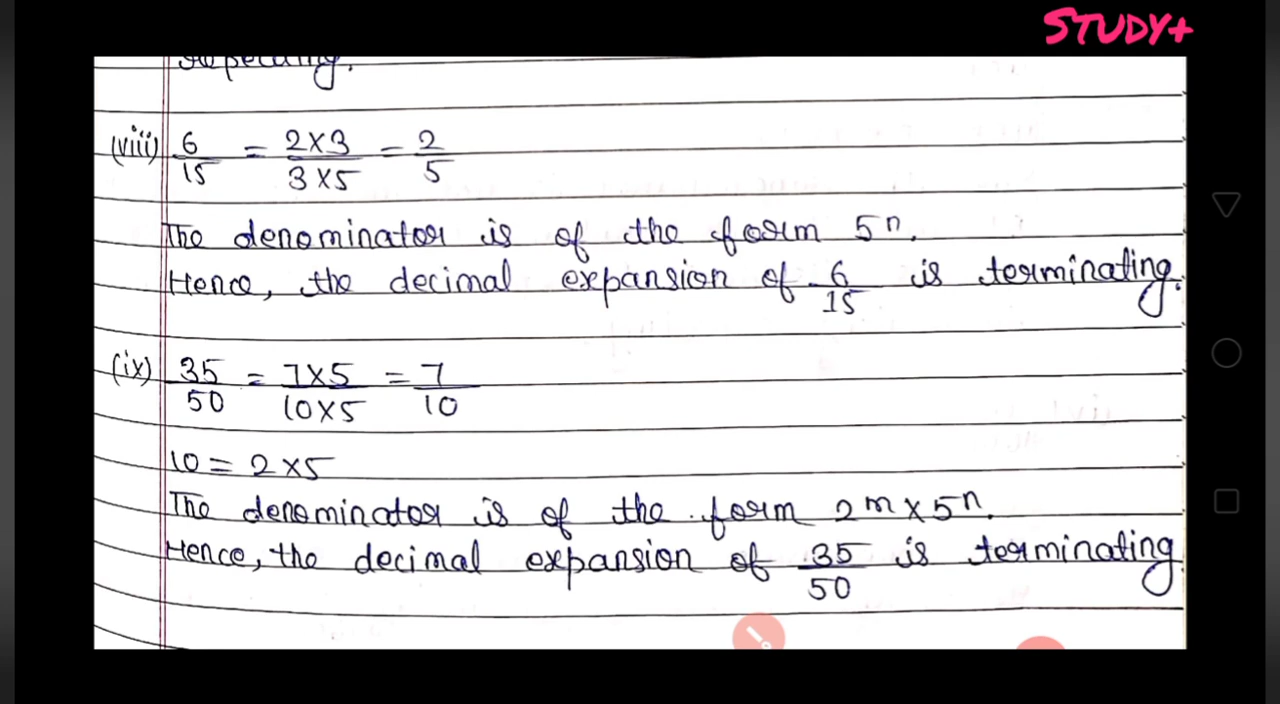 STUDY+
repeating.
(viii) 6/15 = 2×3/3×5 = 2/5
The denominator is of the form 5ⁿ.
Hence, the decimal expansion of 6/15 is terminating.
(ix) 35/50 = 7×5/10×5 = 7/10
10 = 2×5
The denominator is of the form 2ᵐ×5ⁿ.
Hence, the decimal expansion of 35/50 is terminating